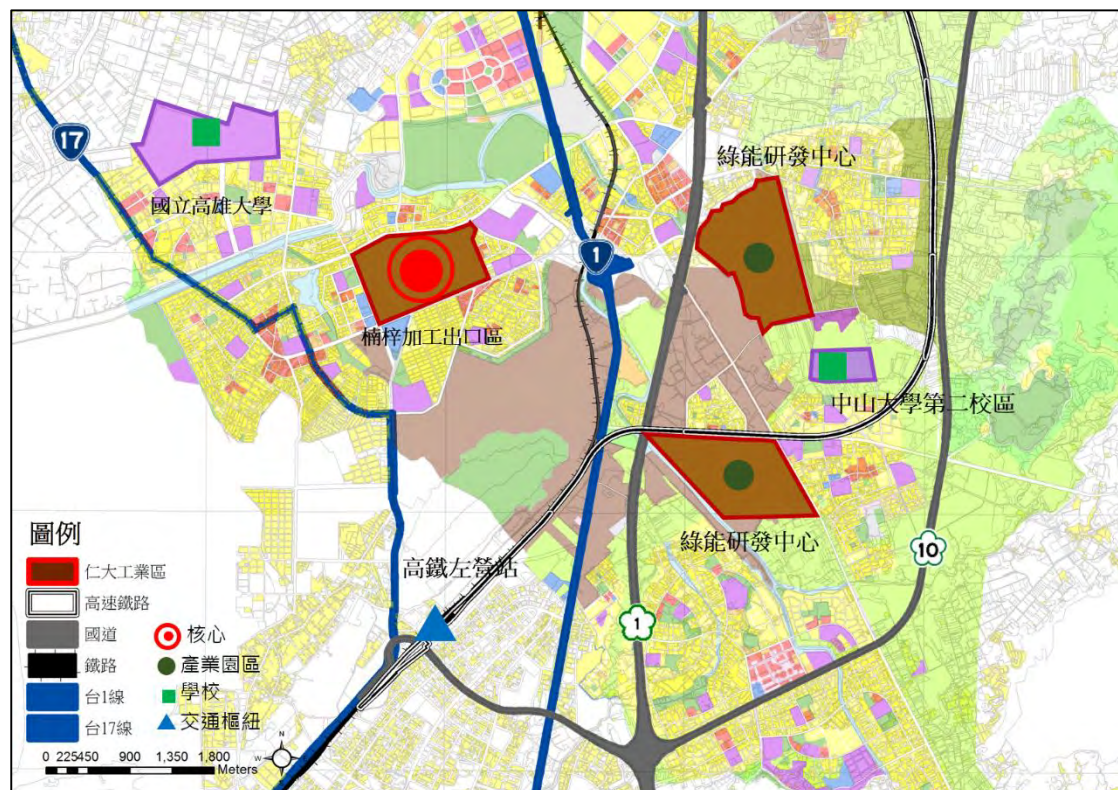 17
綠能研發中心
國立高雄大學
1
楠梓加工出口區
中山大學第二校區
綠能研發中心
10
高鐵左營站
1
圖例
仁大工業區
高速鐵路
國道
鐵路
台1線
台17線
核心
產業園區
學校
交通樞紐
0 225450 900 1,350 1,800
Meters
N
W